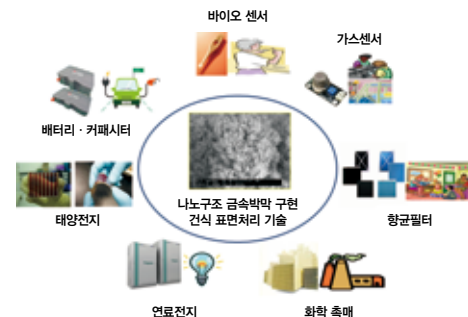 바이오 센서
가스센서
배터리 · 커패시터
나노구조 금속박막 구현
건식 표면처리 기술
태양전지
향균필터
연료전지
화학 촉매